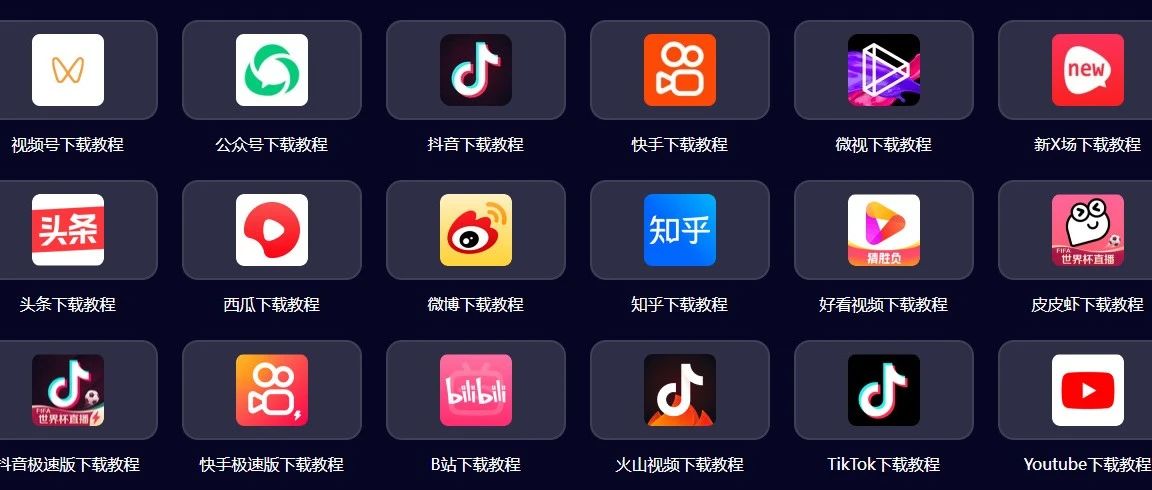 new
视频号下载教程 公众号下载教程 抖音下载教程 快手下载教程 微视下载教程 新X场下载教程
头条 知乎 猜胜负 FIFA 世界杯直播
头条下载教程 西瓜下载教程 微博下载教程 知乎下载教程 好看视频下载教程 皮皮虾下载教程
FIFA 世界杯直播 bilibili
抖音极速版下载教程 快手极速版下载教程 B站下载教程 火山视频下载教程 TikTok下载教程 Youtube下载教程